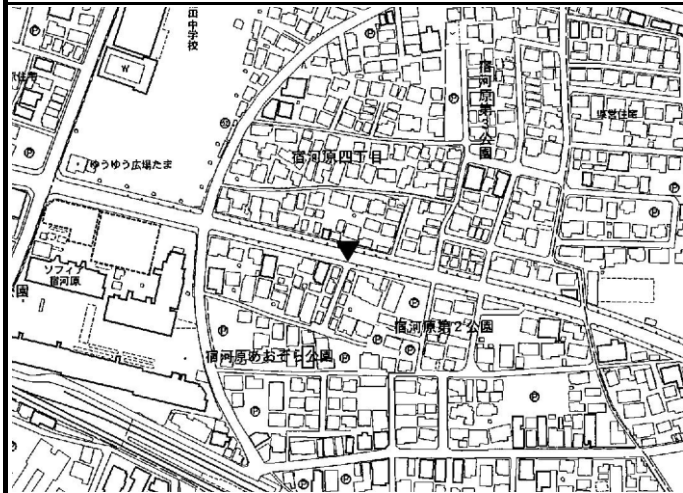 田中学校
宿河原第3公園
県営住宅
ゆうゆう広場たま
宿河原四丁目
ソフィア
宿河原
園
宿河原第2公園
宿河原あおぞら公園